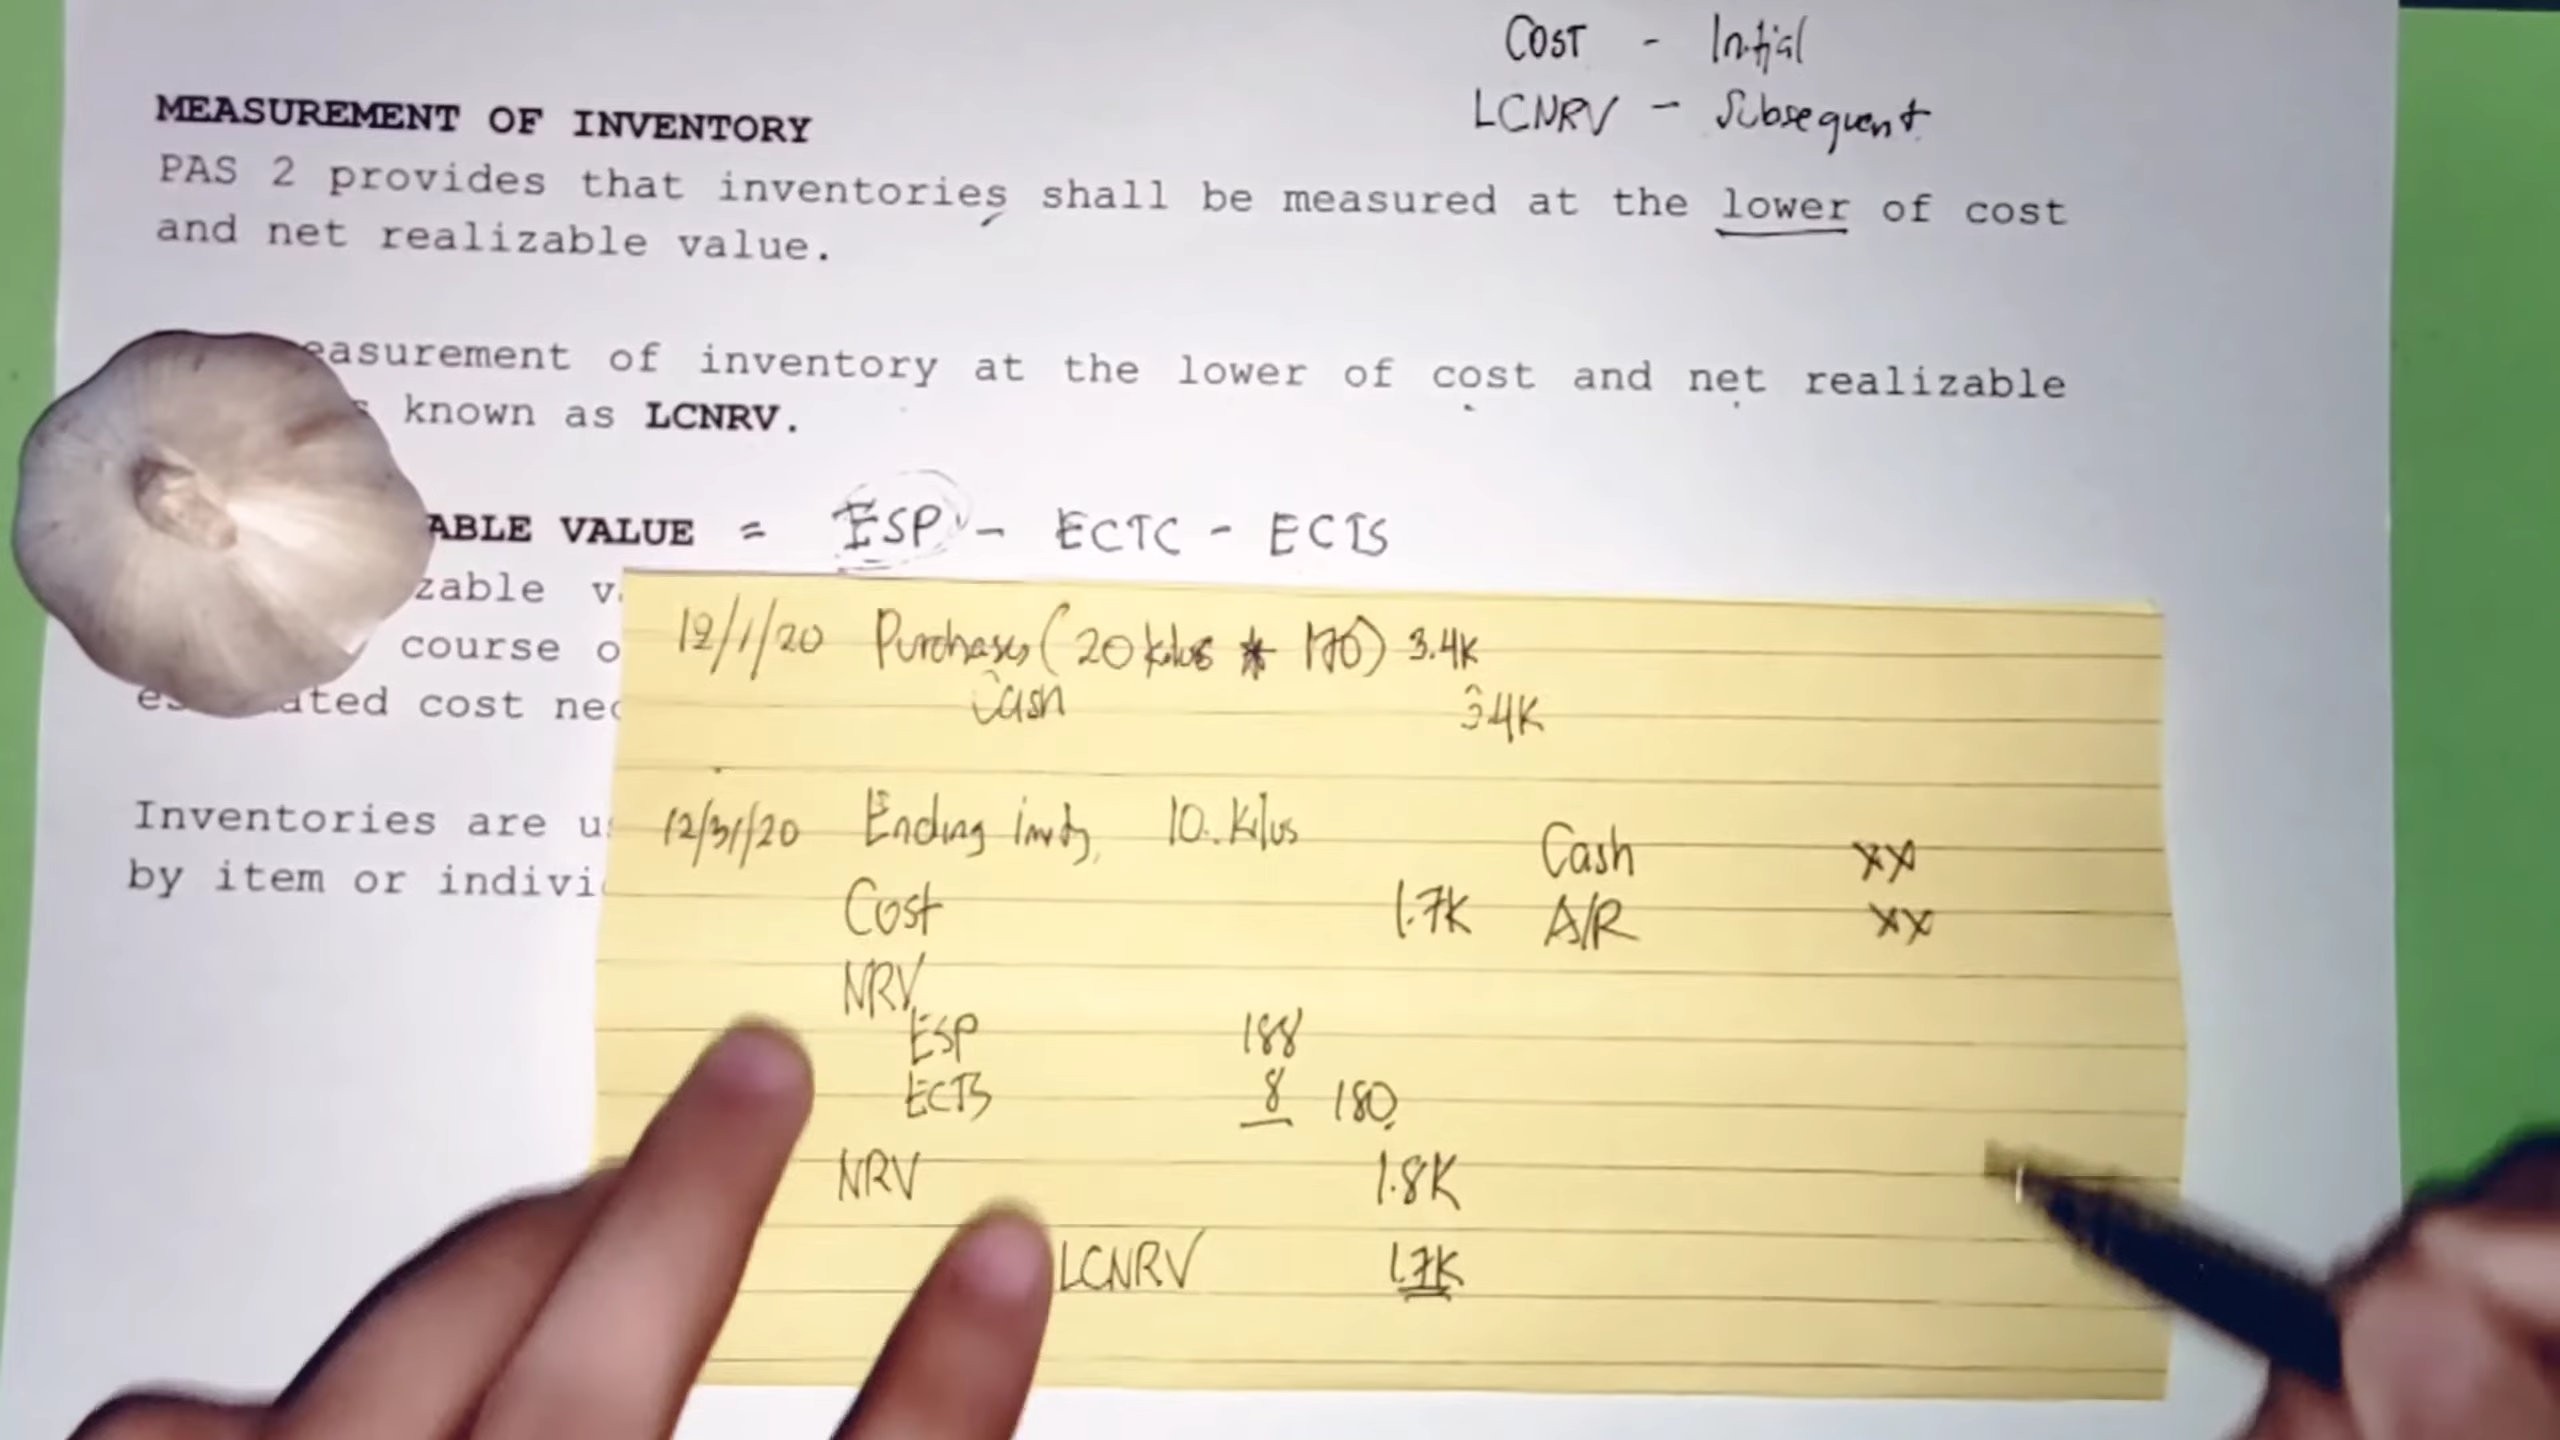 COST - Initial
LCNRV - Subsequent
MEASUREMENT OF INVENTORY
PAS 2 provides that inventories shall be measured at the lower of cost
and net realizable value.
easurement of inventory at the lower of cost and net realizable
s known as LCNRV.
ABLE VALUE = ESP - ECTC - ECTS
zable v
course o
es ated cost nec
Inventories are u
by item or indivi
12/1/20 Purchases (20 kilos * 170) 3.4K
Cash 3.4K
12/31/20 Ending invty, 10 kilos
Cash xx
Cost 1.7K A/R xx
NRV
ESP 188
ECTS 8 180
NRV 1.8K
LCNRV 1.7K